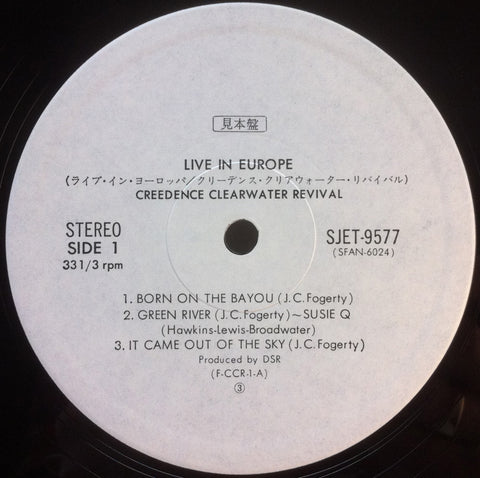 見本盤
LIVE IN EUROPE
(ライブ・イン・ヨーロッパ/クリーデンス・クリアウォーター・リバイバル)
CREEDENCE CLEARWATER REVIVAL
STEREO
SIDE 1
33 1/3 rpm
SJET-9577
(SFAN-6024)
1. BORN ON THE BAYOU (J.C. Fogerty)
2. GREEN RIVER (J.C. Fogerty)~SUSIE Q
(Hawkins-Lewis-Broadwater)
3. IT CAME OUT OF THE SKY (J.C. Fogerty)
Produced by DSR
(F-CCR-1-A)
③